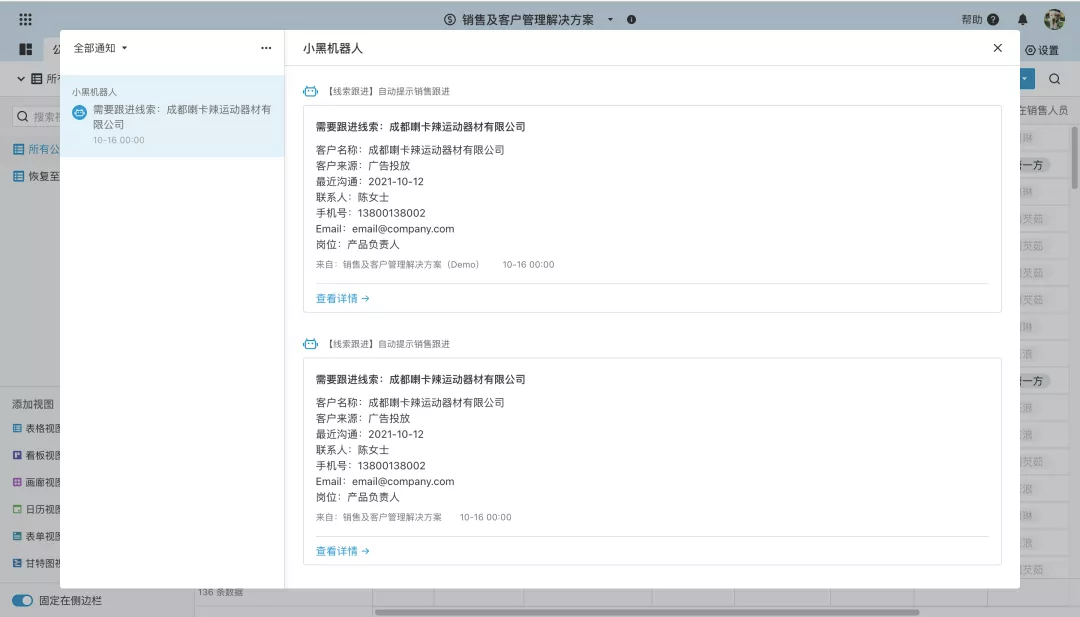 销售及客户管理解决方案
帮助
设置
全部通知
小黑机器人
需要跟进线索：成都喇卡辣运动器材有
限公司
10-16 00:00
小黑机器人
【线索跟进】自动提示销售跟进
需要跟进线索：成都喇卡辣运动器材有限公司
客户名称：成都喇卡辣运动器材有限公司
客户来源：广告投放
最近沟通：2021-10-12
联系人：陈女士
手机号：13800138002
Email：email@company.com
岗位：产品负责人
来自：销售及客户管理解决方案（Demo） 10-16 00:00
查看详情
【线索跟进】自动提示销售跟进
需要跟进线索：成都喇卡辣运动器材有限公司
客户名称：成都喇卡辣运动器材有限公司
客户来源：广告投放
最近沟通：2021-10-12
联系人：陈女士
手机号：13800138002
Email：email@company.com
岗位：产品负责人
来自：销售及客户管理解决方案 10-16 00:00
查看详情
所有
搜索
所有公
恢复至
添加视图
表格视图
看板视图
画廊视图
日历视图
表单视图
甘特图视
固定在侧边栏
136 条数据
在销售人员
一方
一方